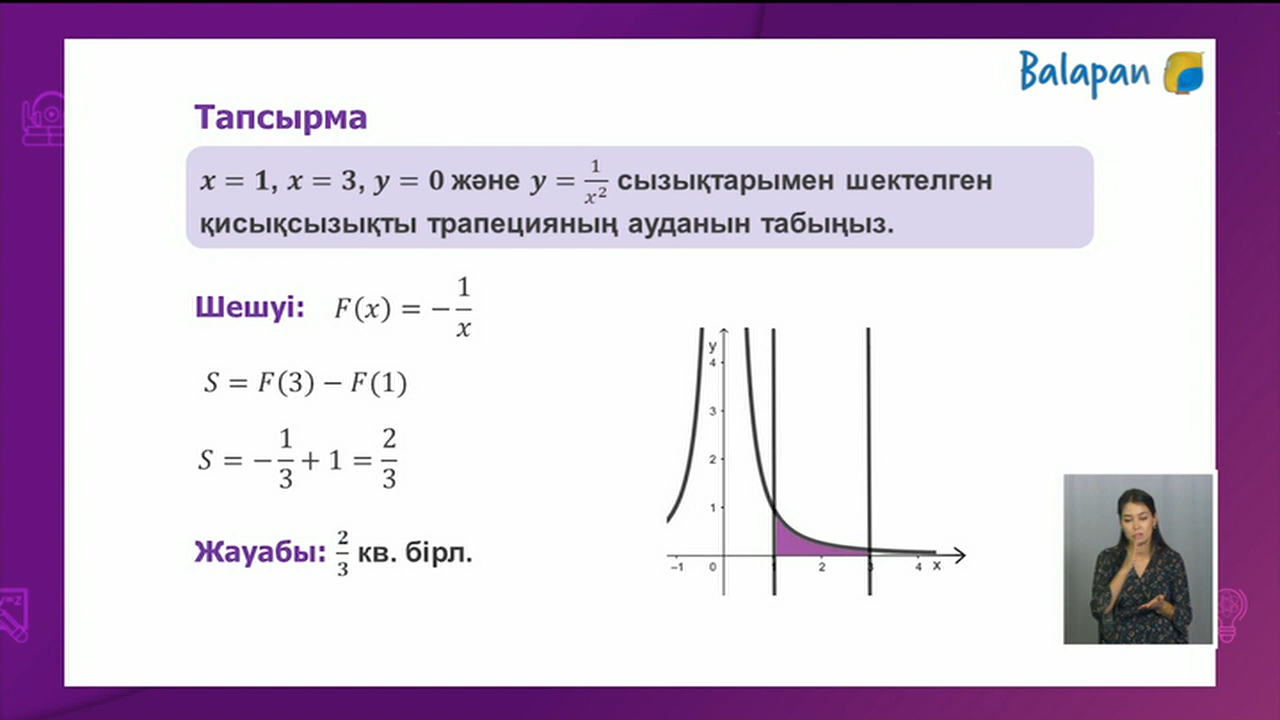 Balapan
Тапсырма
x = 1, x = 3, y = 0 және y = 1/x² сызықтарымен шектелген
қисықсызықты трапецияның ауданын табыңыз.
Шешуі: F(x) = −1/x
S = F(3) − F(1)
S = −1/3 + 1 = 2/3
Жауабы: 2/3 кв. бірл.
y
4
3
2
1
−1 0 1 2 3 4 x
y=z